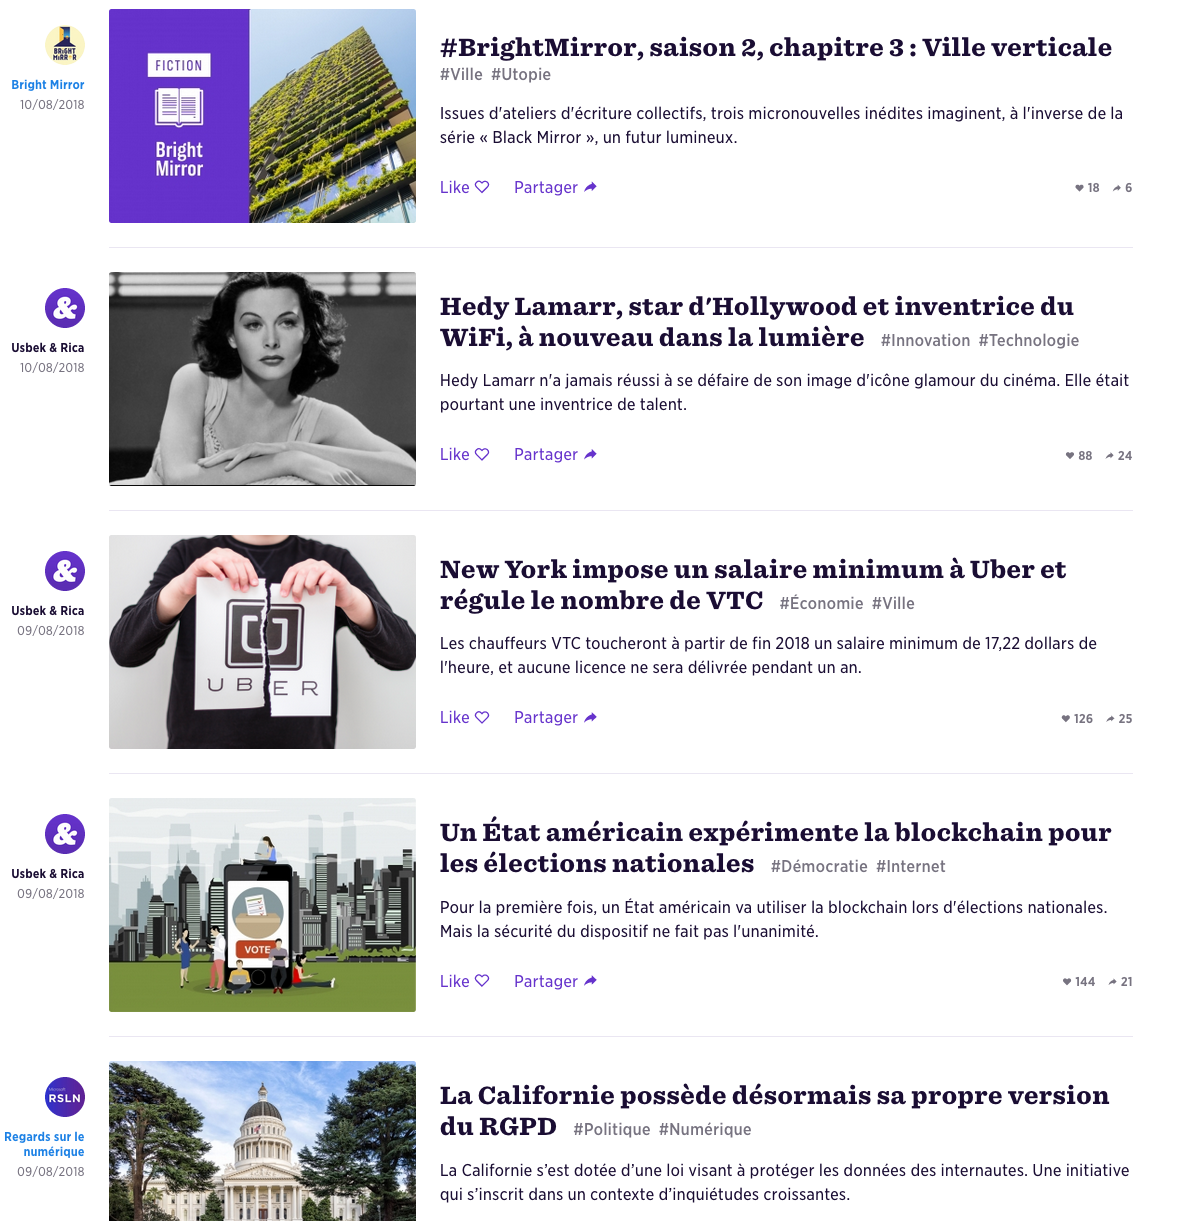 BRIGHT
MIRROR
Bright Mirror
10/08/2018
FICTION
Bright
Mirror
#BrightMirror, saison 2, chapitre 3 : Ville verticale
#Ville #Utopie
Issues d'ateliers d'écriture collectifs, trois micronouvelles inédites imaginent, à l'inverse de la
série « Black Mirror », un futur lumineux.
Like
Partager
18
6
&
Usbek & Rica
10/08/2018
Hedy Lamarr, star d'Hollywood et inventrice du
WiFi, à nouveau dans la lumière #Innovation #Technologie
Hedy Lamarr n'a jamais réussi à se défaire de son image d'icône glamour du cinéma. Elle était
pourtant une inventrice de talent.
Like
Partager
88
24
&
Usbek & Rica
09/08/2018
UBER
New York impose un salaire minimum à Uber et
régule le nombre de VTC #Économie #Ville
Les chauffeurs VTC toucheront à partir de fin 2018 un salaire minimum de 17,22 dollars de
l'heure, et aucune licence ne sera délivrée pendant un an.
Like
Partager
126
25
&
Usbek & Rica
09/08/2018
VOTE
Un État américain expérimente la blockchain pour
les élections nationales #Démocratie #Internet
Pour la première fois, un État américain va utiliser la blockchain lors d'élections nationales.
Mais la sécurité du dispositif ne fait pas l'unanimité.
Like
Partager
144
21
Microsoft
RSLN
Regards sur le
numérique
09/08/2018
La Californie possède désormais sa propre version
du RGPD #Politique #Numérique
La Californie s’est dotée d’une loi visant à protéger les données des internautes. Une initiative
qui s’inscrit dans un contexte d’inquiétudes croissantes.